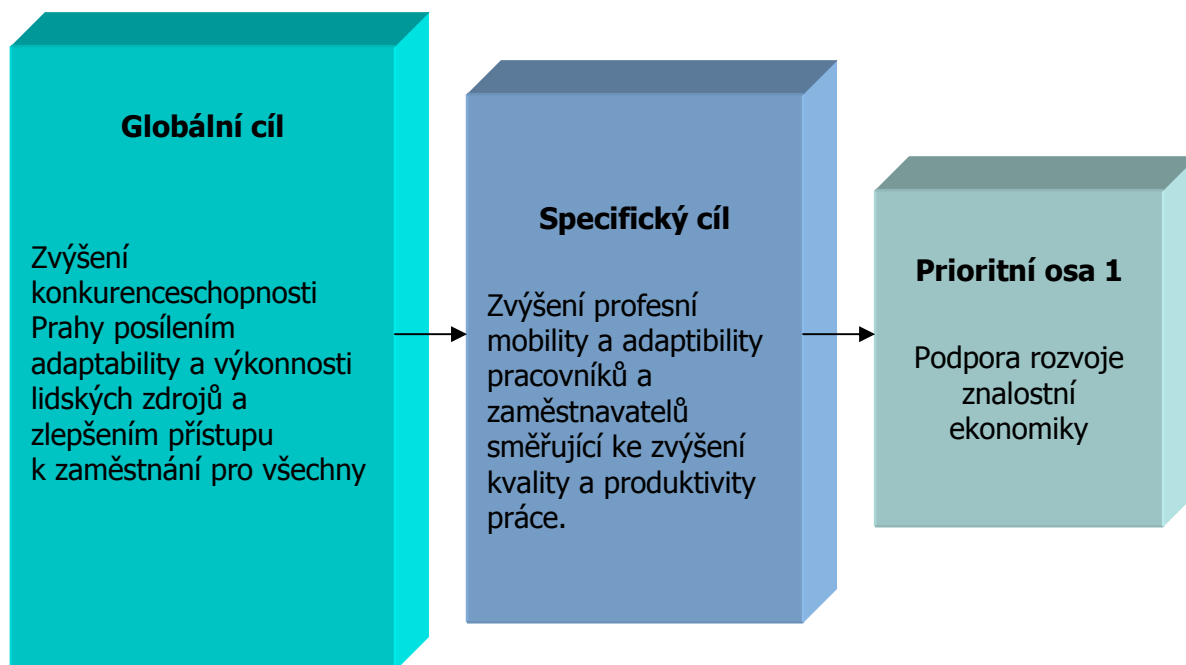 Globální cíl
Zvýšení
konkurenceschopnosti
Prahy posílením
adaptability a výkonnosti
lidských zdrojů a
zlepšením přístupu
k zaměstnání pro všechny
Specifický cíl
Zvýšení profesní
mobility a adaptibility
pracovníků a
zaměstnavatelů
směřující ke zvýšení
kvality a produktivity
práce.
Prioritní osa 1
Podpora rozvoje
znalostní
ekonomiky